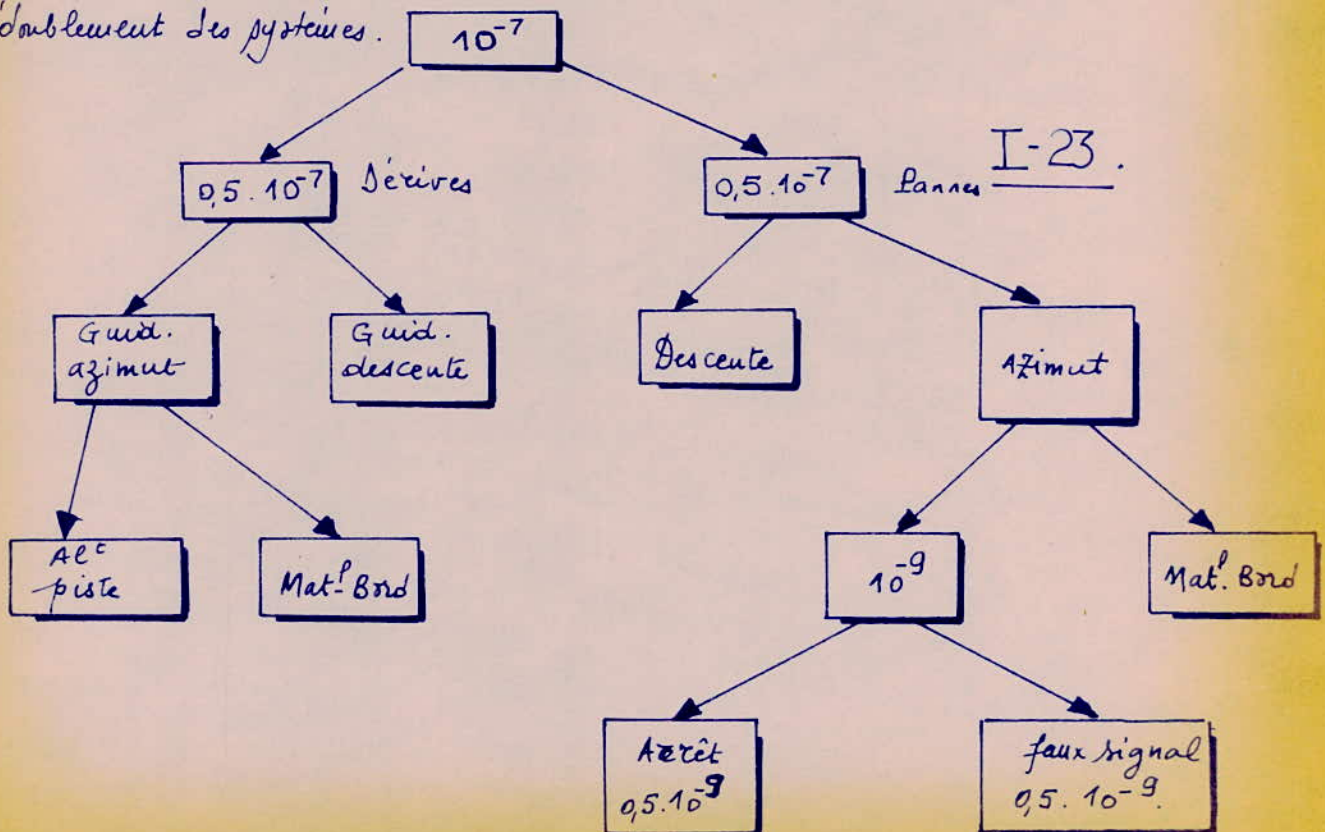 doublement des systèmes.
10⁻⁷
I-23.
0,5.10⁻⁷ Dérives
0,5.10⁻⁷ Pannes
Guid.
azimut
Guid.
descente
Descente
Azimut
Alᵗ
piste
Matˡ Bord
10⁻⁹
Matˡ. Bord
Arrêt
0,5.10⁻⁹
faux signal
0,5.10⁻⁹.